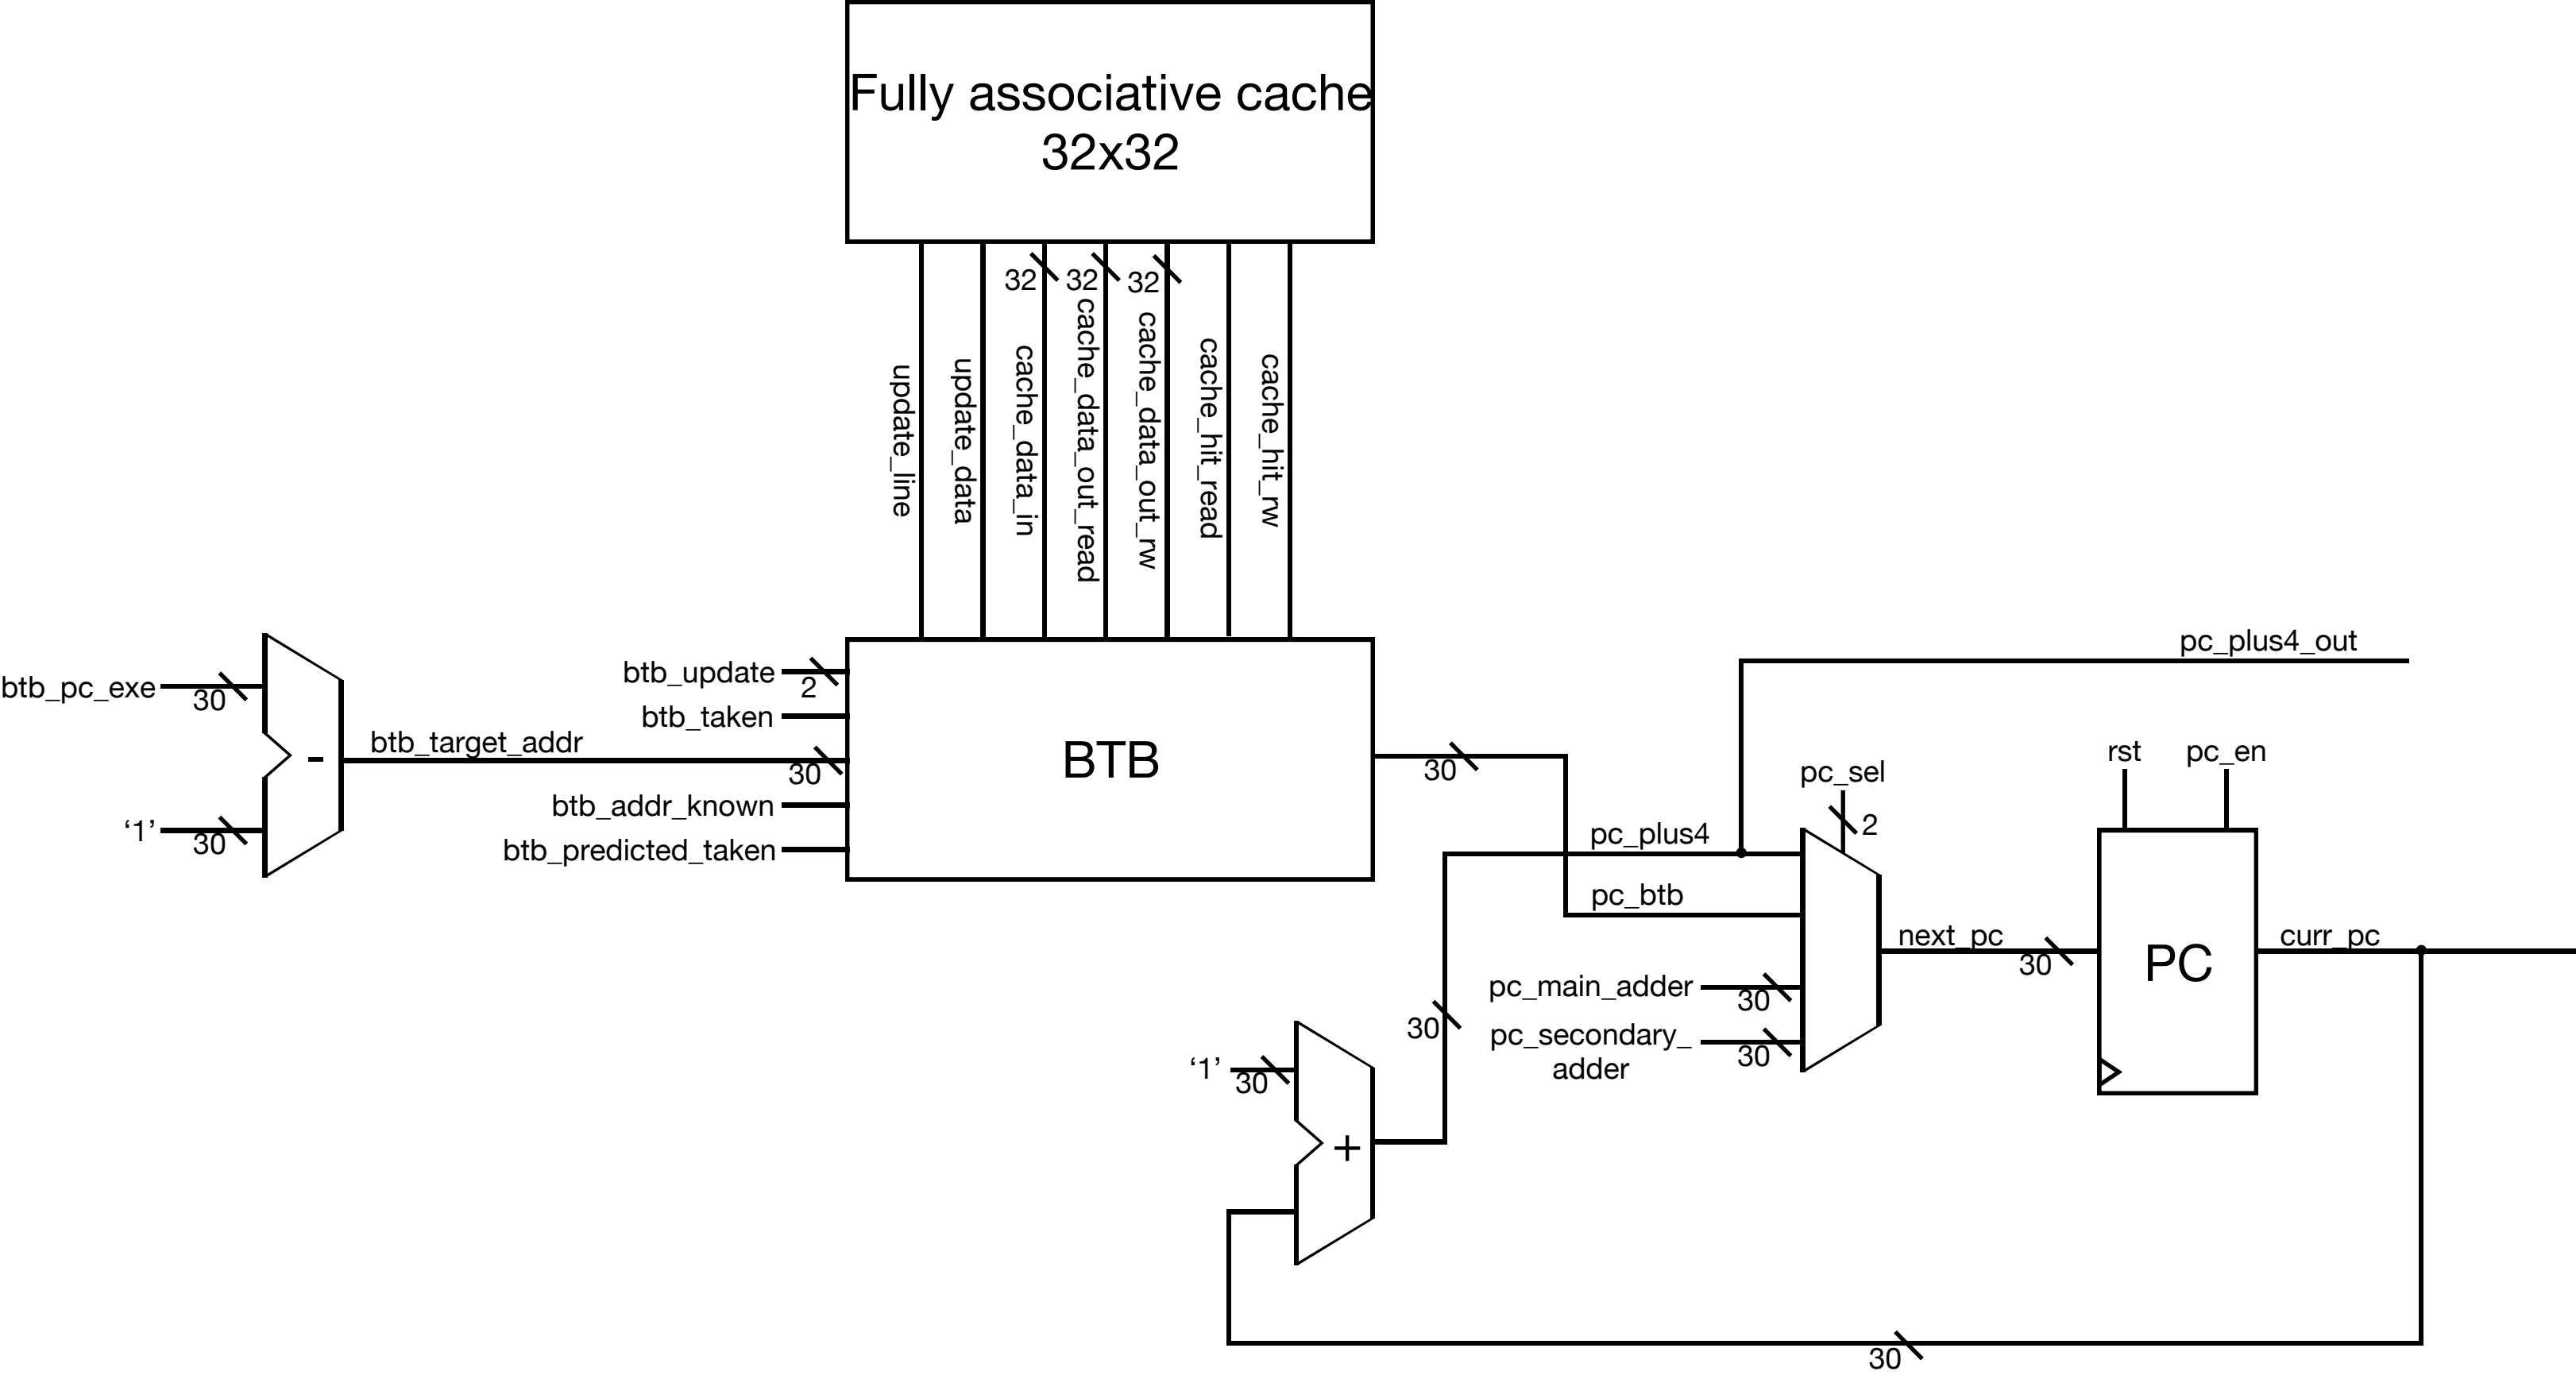 Fully associative cache
32x32
32
32
32
update_line
update_data
cache_data_in
cache_data_out_read
cache_data_out_rw
cache_hit_read
cache_hit_rw
btb_pc_exe
30
‘1’
30
-
btb_target_addr
30
btb_update
2
btb_taken
btb_addr_known
btb_predicted_taken
BTB
30
pc_plus4_out
pc_sel
2
pc_plus4
pc_btb
pc_main_adder
30
pc_secondary_
adder
30
next_pc
30
rst
pc_en
PC
curr_pc
30
‘1’
30
+
30